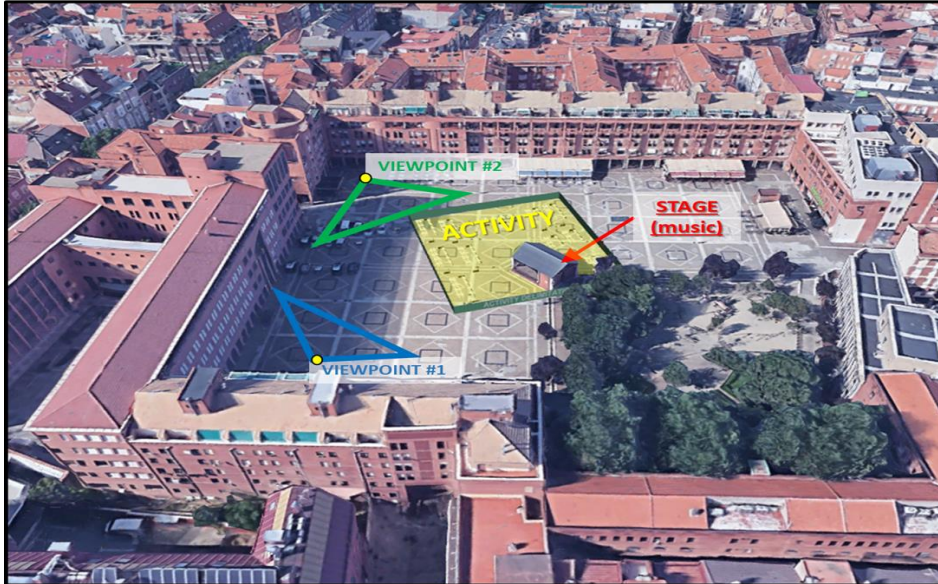 VIEWPOINT #2
ACTIVITY
STAGE
(music)
VIEWPOINT #1